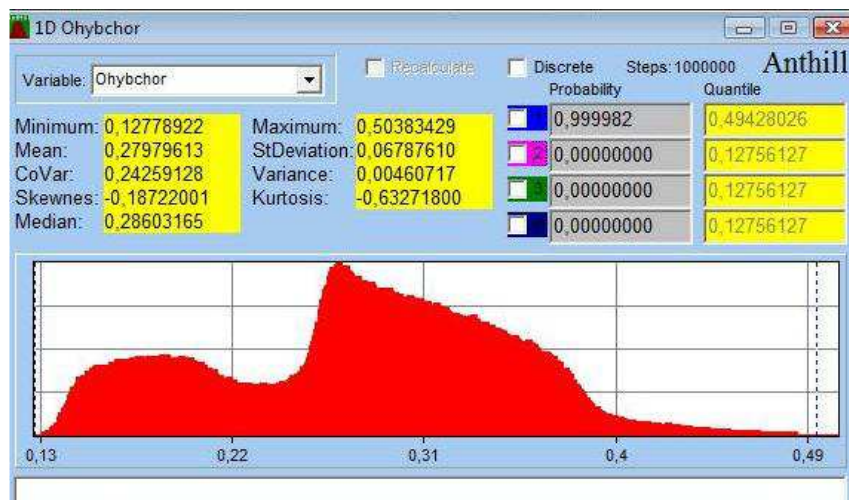 1D Ohybchor
Variable: Ohybchor
Recalculate
Discrete Steps: 1000000 Anthill
Probability Quantile
Minimum: 0,12778922 Maximum: 0,50383429
Mean: 0,27979613 StDeviation: 0,06787610
CoVar: 0,24259128 Variance: 0,00460717
Skewnes: -0,18722001 Kurtosis: -0,63271800
Median: 0,28603165
1 0,999982 0,49428026
2 0,00000000 0,12756127
3 0,00000000 0,12756127
0,00000000 0,12756127
0,13 0,22 0,31 0,4 0,49